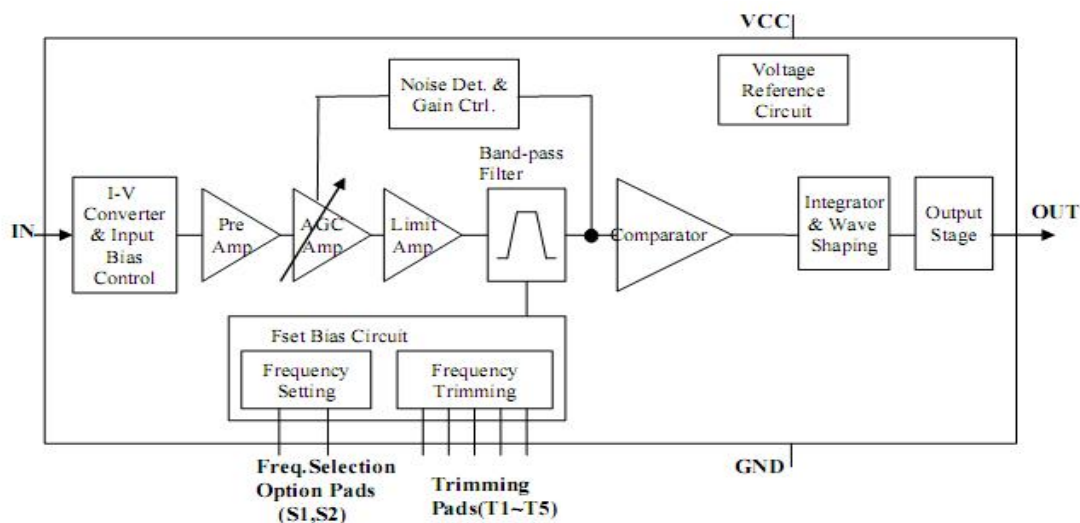 VCC
Noise Det. &
Gain Ctrl.
Voltage
Reference
Circuit
Band-pass
Filter
IN
I-V
Converter
& Input
Bias
Control
Pre
Amp
AGC
Amp
Limit
Amp
Comparator
Integrator
& Wave
Shaping
Output
Stage
OUT
Fset Bias Circuit
Frequency
Setting
Frequency
Trimming
GND
Freq.Selection
Option Pads
(S1,S2)
Trimming
Pads(T1~T5)